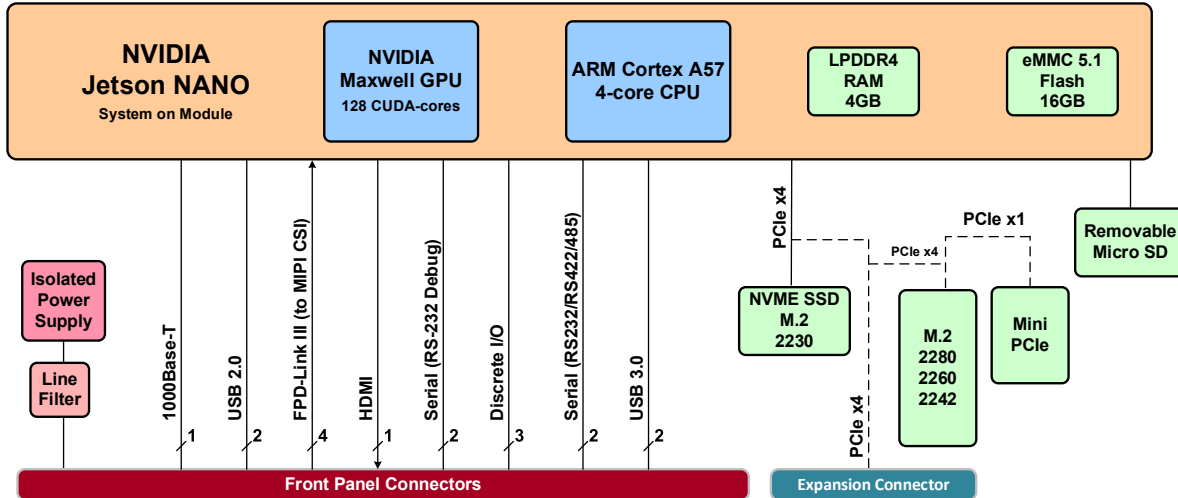 NVIDIA
Jetson NANO
System on Module
NVIDIA
Maxwell GPU
128 CUDA-cores
ARM Cortex A57
4-core CPU
LPDDR4
RAM
4GB
eMMC 5.1
Flash
16GB
Isolated
Power
Supply
Line
Filter
1000Base-T
1
USB 2.0
2
FPD-Link III (to MIPI CSI)
4
HDMI
1
Serial (RS-232 Debug)
2
Discrete I/O
3
Serial (RS232/RS422/485)
2
USB 3.0
2
PCIe x4
PCIe x4
PCIe x1
PCIe x4
NVME SSD
M.2
2230
M.2
2280
2260
2242
Mini
PCIe
Removable
Micro SD
Front Panel Connectors
Expansion Connector